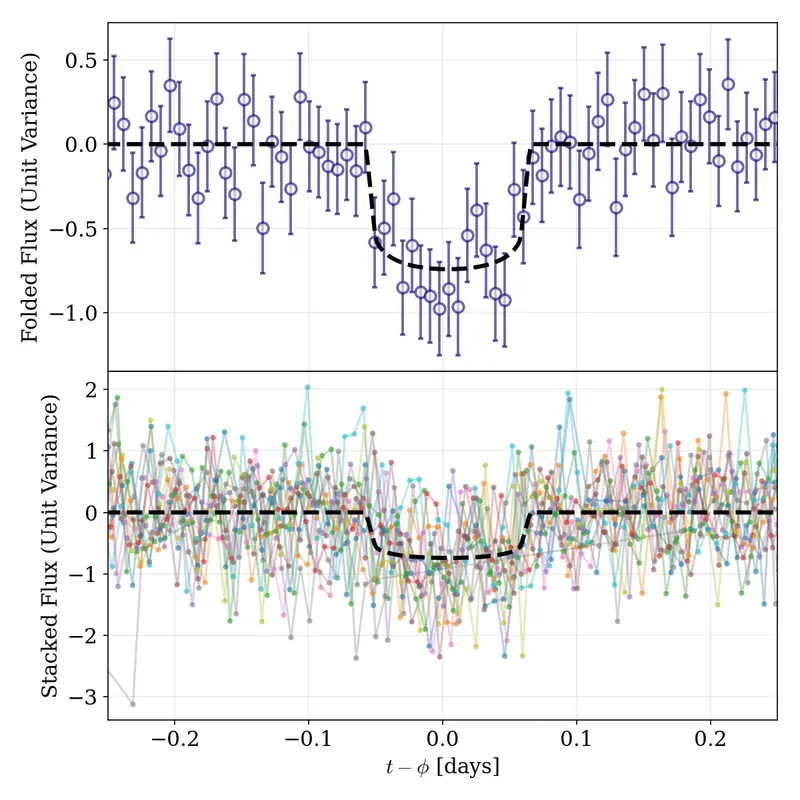 Folded Flux (Unit Variance)
0.5
0.0
−0.5
−1.0
Stacked Flux (Unit Variance)
2
1
0
−1
−2
−3
−0.2 −0.1 0.0 0.1 0.2
t − ϕ [days]